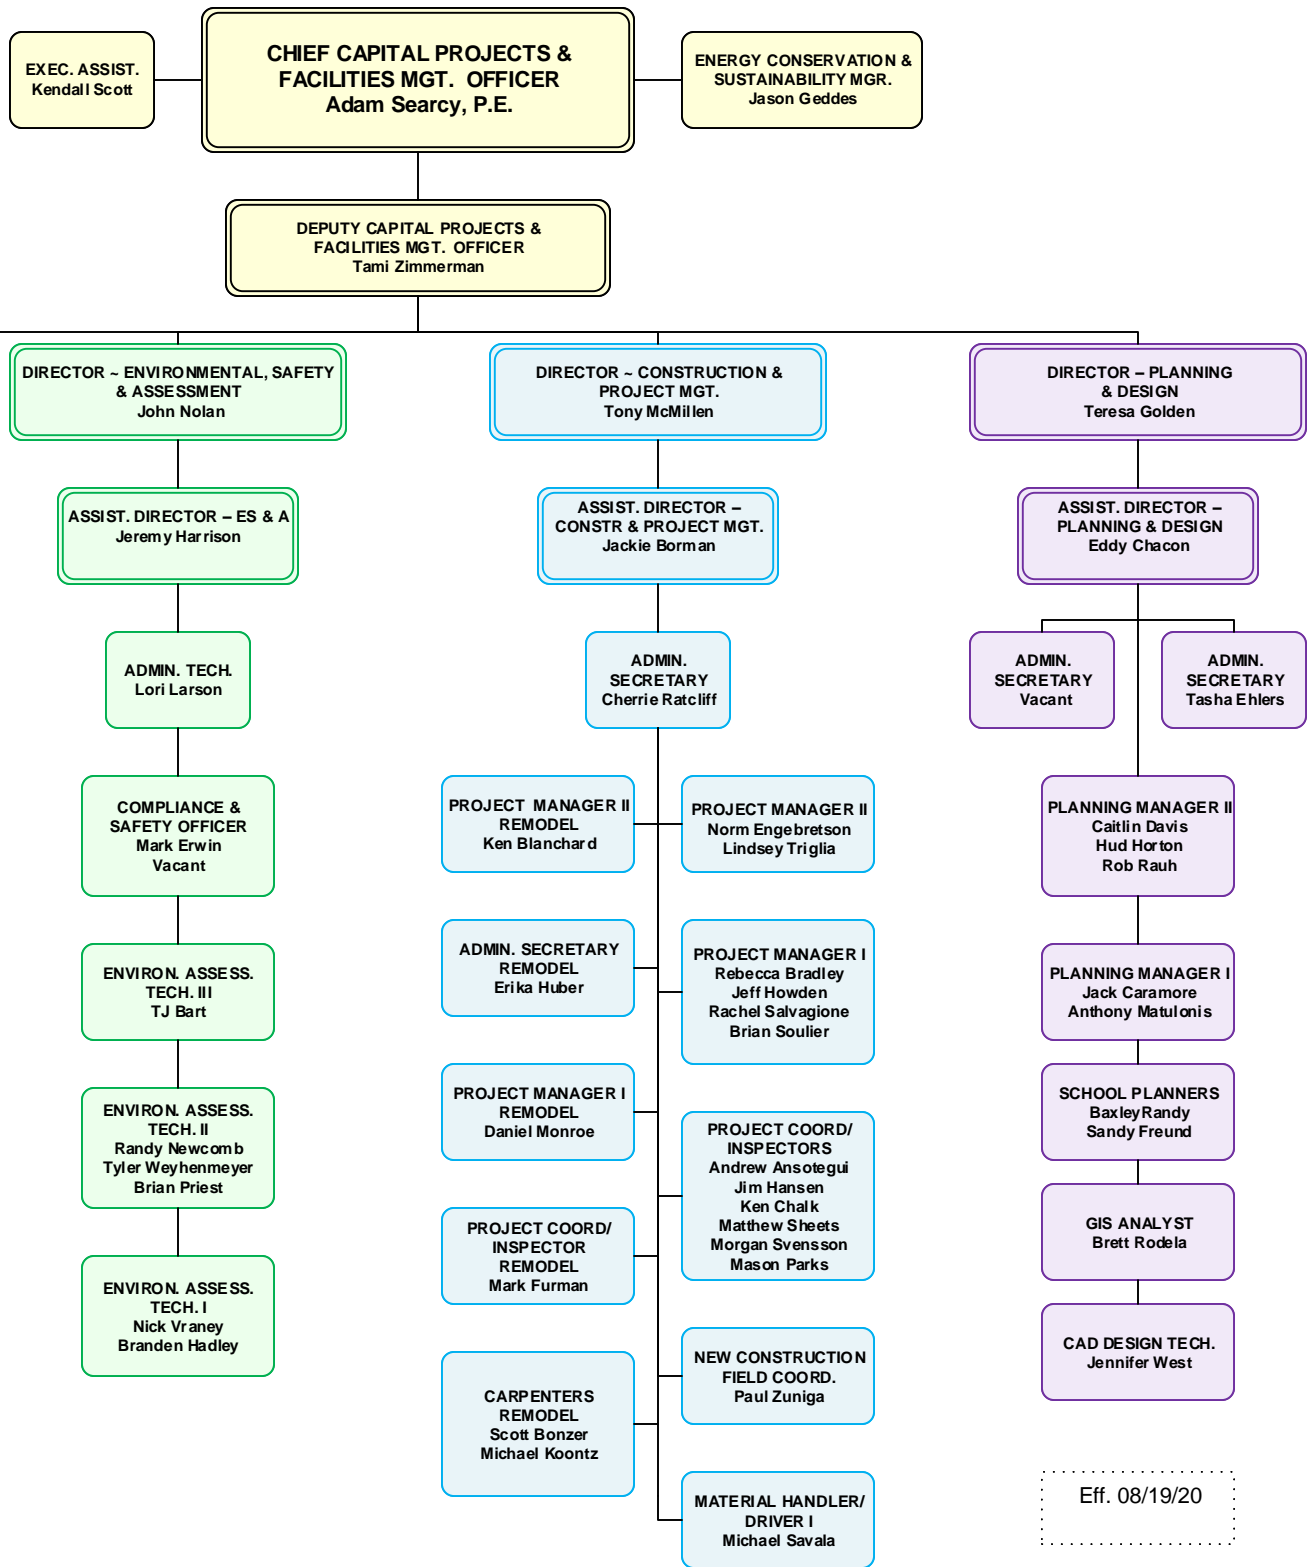 EXEC. ASSIST.
Kendall Scott
CHIEF CAPITAL PROJECTS &
FACILITIES MGT. OFFICER
Adam Searcy, P.E.
ENERGY CONSERVATION &
SUSTAINABILITY MGR.
Jason Geddes
DEPUTY CAPITAL PROJECTS &
FACILITIES MGT. OFFICER
Tami Zimmerman
DIRECTOR ~ ENVIRONMENTAL, SAFETY
& ASSESSMENT
John Nolan
ASSIST. DIRECTOR – ES & A
Jeremy Harrison
ADMIN. TECH.
Lori Larson
COMPLIANCE &
SAFETY OFFICER
Mark Erwin
Vacant
ENVIRON. ASSESS.
TECH. III
TJ Bart
ENVIRON. ASSESS.
TECH. II
Randy Newcomb
Tyler Weyhenmeyer
Brian Priest
ENVIRON. ASSESS.
TECH. I
Nick Vraney
Branden Hadley
DIRECTOR ~ CONSTRUCTION &
PROJECT MGT.
Tony McMillen
ASSIST. DIRECTOR –
CONSTR & PROJECT MGT.
Jackie Borman
ADMIN.
SECRETARY
Cherrie Ratcliff
PROJECT MANAGER II
REMODEL
Ken Blanchard
ADMIN. SECRETARY
REMODEL
Erika Huber
PROJECT MANAGER I
REMODEL
Daniel Monroe
PROJECT COORD/
INSPECTOR
REMODEL
Mark Furman
CARPENTERS
REMODEL
Scott Bonzer
Michael Koontz
PROJECT MANAGER II
Norm Engebretson
Lindsey Triglia
PROJECT MANAGER I
Rebecca Bradley
Jeff Howden
Rachel Salvagione
Brian Soulier
PROJECT COORD/
INSPECTORS
Andrew Ansotegui
Jim Hansen
Ken Chalk
Matthew Sheets
Morgan Svensson
Mason Parks
NEW CONSTRUCTION
FIELD COORD.
Paul Zuniga
MATERIAL HANDLER/
DRIVER I
Michael Savala
DIRECTOR – PLANNING
& DESIGN
Teresa Golden
ASSIST. DIRECTOR –
PLANNING & DESIGN
Eddy Chacon
ADMIN.
SECRETARY
Vacant
ADMIN.
SECRETARY
Tasha Ehlers
PLANNING MANAGER II
Caitlin Davis
Hud Horton
Rob Rauh
PLANNING MANAGER I
Jack Caramore
Anthony Matulonis
SCHOOL PLANNERS
BaxleyRandy
Sandy Freund
GIS ANALYST
Brett Rodela
CAD DESIGN TECH.
Jennifer West
Eff. 08/19/20